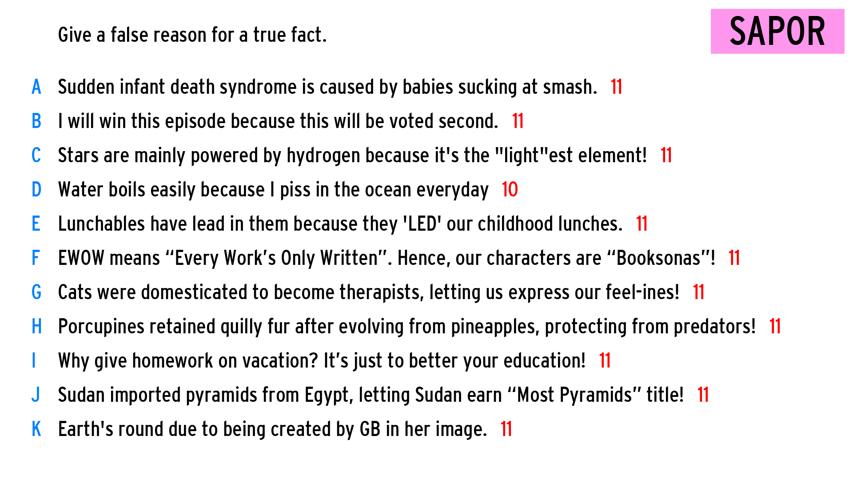 Give a false reason for a true fact.
SAPOR
A Sudden infant death syndrome is caused by babies sucking at smash. 11
B I will win this episode because this will be voted second. 11
C Stars are mainly powered by hydrogen because it's the "light"est element! 11
D Water boils easily because I piss in the ocean everyday 10
E Lunchables have lead in them because they 'LED' our childhood lunches. 11
F EWOW means “Every Work’s Only Written”. Hence, our characters are “Booksonas”! 11
G Cats were domesticated to become therapists, letting us express our feel-ines! 11
H Porcupines retained quilly fur after evolving from pineapples, protecting from predators! 11
I Why give homework on vacation? It’s just to better your education! 11
J Sudan imported pyramids from Egypt, letting Sudan earn “Most Pyramids” title! 11
K Earth's round due to being created by GB in her image. 11